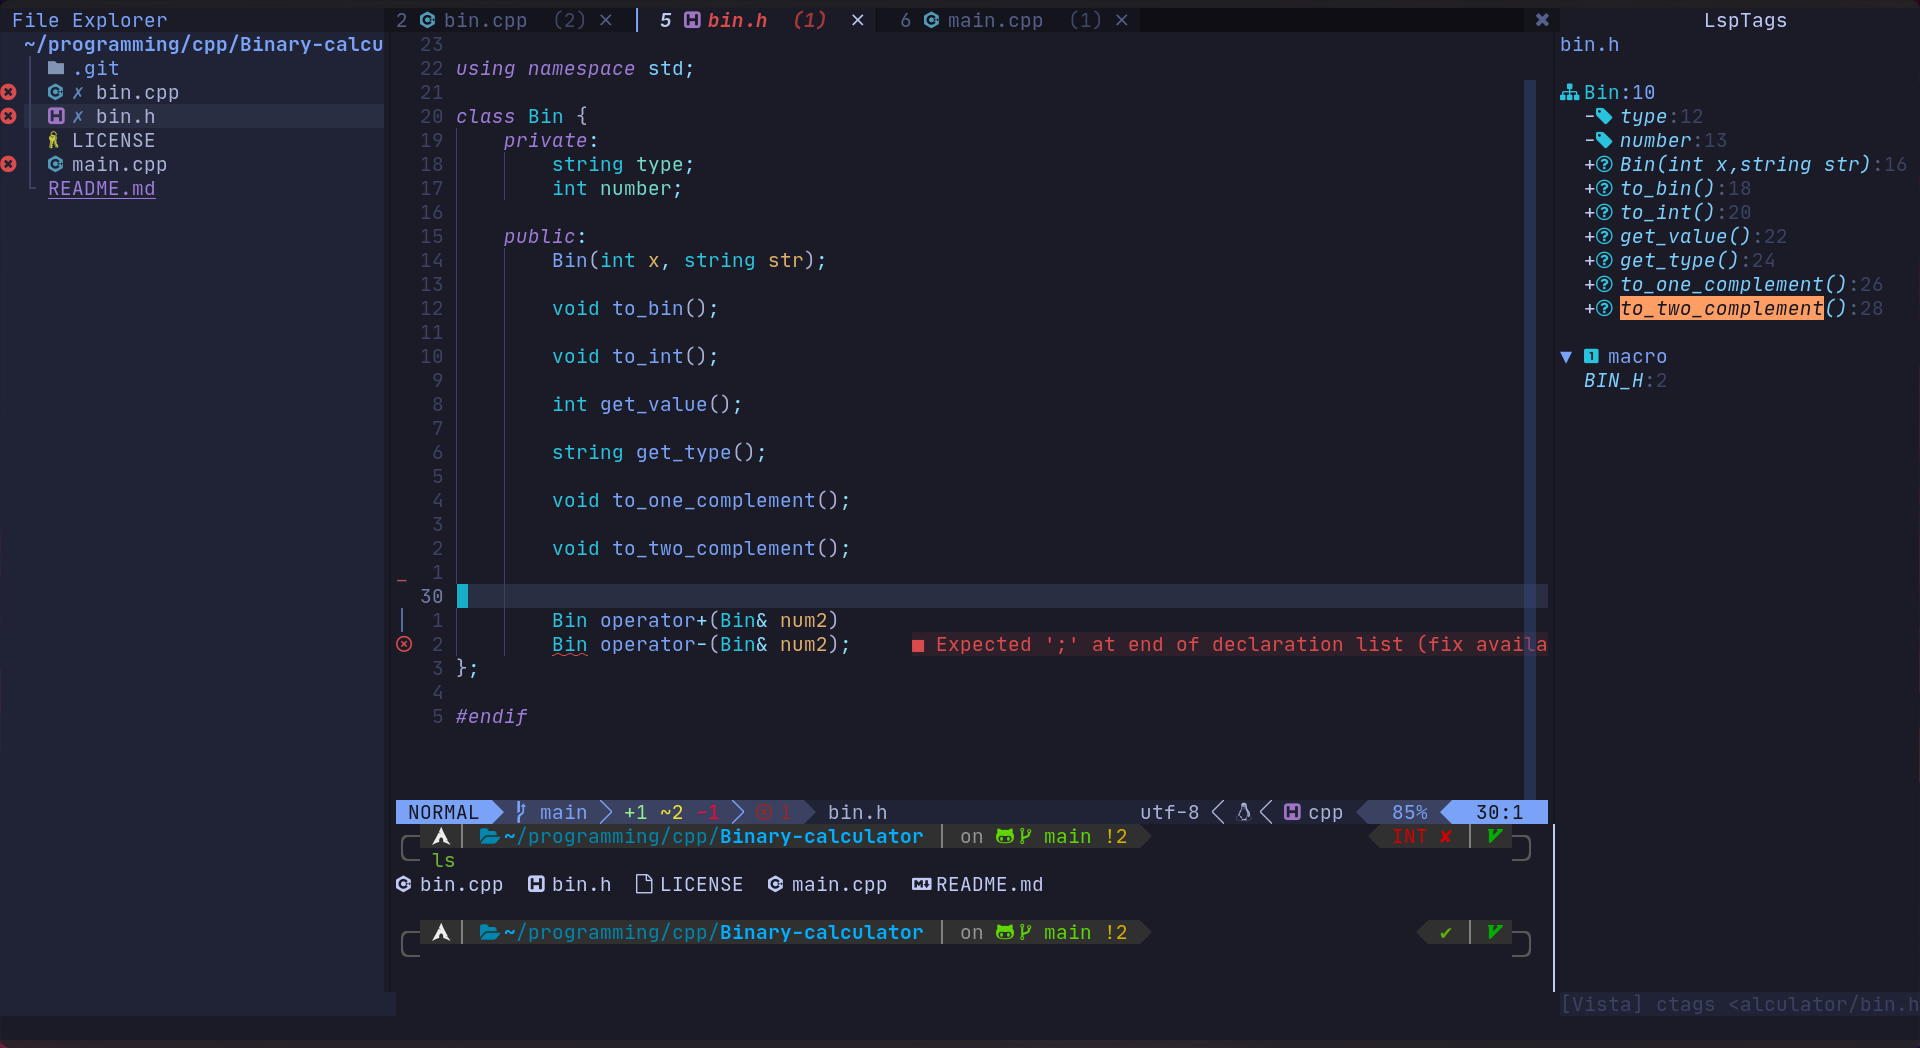 File Explorer
~/programming/cpp/Binary-calcu
.git
✗ bin.cpp
✗ bin.h
LICENSE
main.cpp
README.md
2 bin.cpp (2) × 5 bin.h (1) × 6 main.cpp (1) ×
23
22 using namespace std;
21
20 class Bin {
19 private:
18 string type;
17 int number;
16
15 public:
14 Bin(int x, string str);
13
12 void to_bin();
11
10 void to_int();
9
8 int get_value();
7
6 string get_type();
5
4 void to_one_complement();
3
2 void to_two_complement();
1
30
1 Bin operator+(Bin& num2)
2 Bin operator-(Bin& num2); ■ Expected ';' at end of declaration list (fix availa
3 };
4
5 #endif
NORMAL main +1 ~2 -1 1 bin.h utf-8 cpp 85% 30:1
~/programming/cpp/Binary-calculator on main !2 INT ✘
ls
bin.cpp bin.h LICENSE main.cpp README.md
~/programming/cpp/Binary-calculator on main !2 ✔
LspTags
bin.h
Bin:10
-type:12
-number:13
+Bin(int x,string str):16
+to_bin():18
+to_int():20
+get_value():22
+get_type():24
+to_one_complement():26
+to_two_complement():28
▼ macro
BIN_H:2
[Vista] ctags <alculator/bin.h